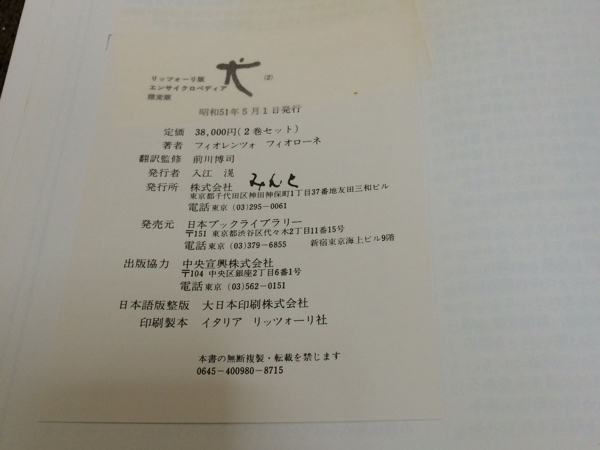 リッツォーリ版
エンサイクロペディア
限定版
犬
(2)
昭和51年5月1日発行
定価 38,000円(2巻セット)
著者 フィオレンツォ フィオローネ
翻訳監修 前川博司
発行者 入江 滉
発行所 株式会社 みんと
東京都千代田区神田神保町1丁目37番地友田三和ビル
電話東京 (03)295-0061
発売元 日本ブックライブラリー
〒151 東京都渋谷区代々木2丁目11番15号
電話東京 (03)379-6855 新宿東京海上ビル9階
出版協力 中央宣興株式会社
〒104 中央区銀座2丁目6番1号
電話東京 (03)562-0151
日本語版整版 大日本印刷株式会社
印刷製本 イタリア リッツォーリ社
本書の無断複製・転載を禁じます
0645-400980-8715